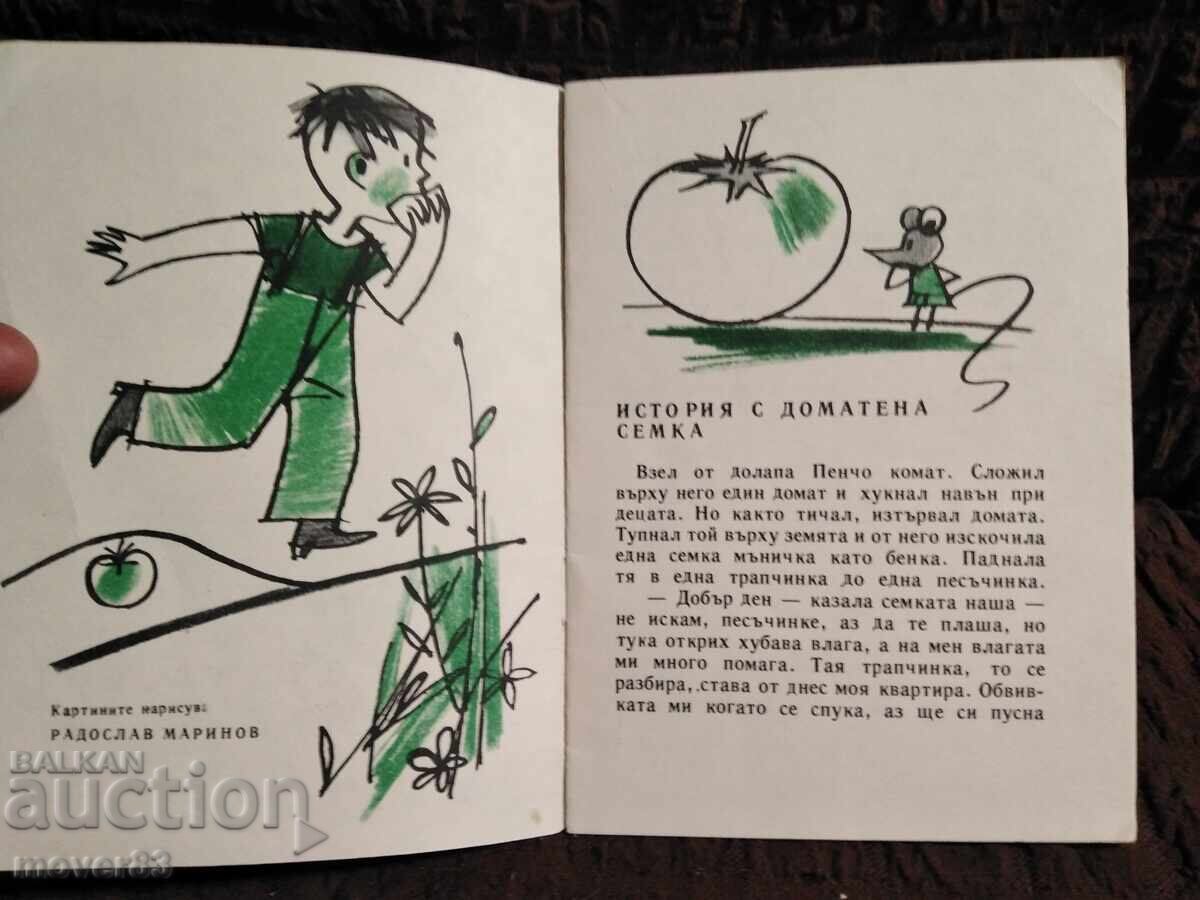 Картините нарисува
РАДОСЛАВ МАРИНОВ
BALKAN
auction
mover83
ИСТОРИЯ С ДОМАТЕНА
СЕМКА
Взел от долапа Пенчо комат. Сложил
върху него един домат и хукнал навън при
децата. Но както тичал, изтървал домата.
Тупнал той върху земята и от него изскочила
една семка мъничка като бенка. Паднала
тя в една трапчинка до една песъчинка.
— Добър ден — казала семката наша —
не искам, песъчинке, аз да те плаша, но
тука открих хубава влага, а на мен влагата
ми много помага. Тая трапчинка, то се
разбира, става от днес моя квартира. Обвив-
ката ми когато се спука, аз ще си пусна